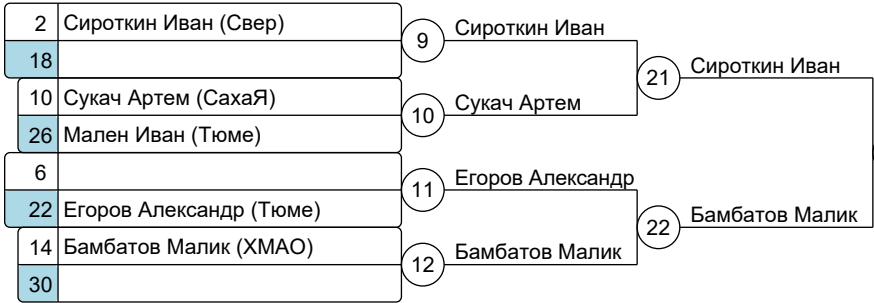 2 Сироткин Иван (Свер)
18
9 Сироткин Иван
10 Сукач Артем (СахаЯ)
26 Мален Иван (Тюме)
10 Сукач Артем
21 Сироткин Иван
6
22 Егоров Александр (Тюме)
11 Егоров Александр
14 Бамбатов Малик (ХМАО)
30
12 Бамбатов Малик
22 Бамбатов Малик